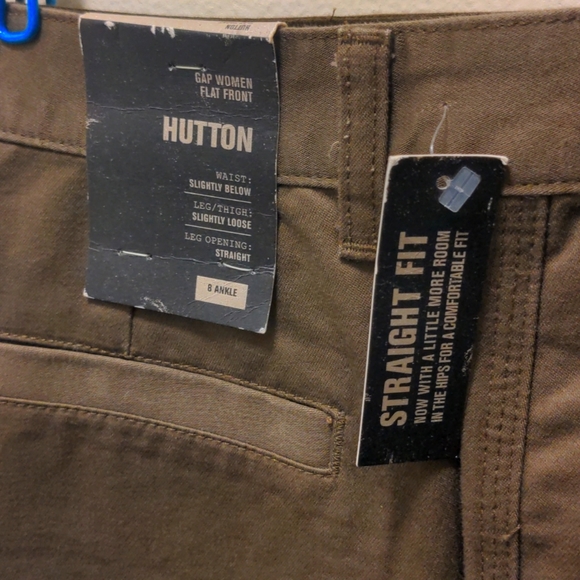 GAP WOMEN
FLAT FRONT
HUTTON
WAIST:
SLIGHTLY BELOW
LEG/THIGH:
SLIGHTLY LOOSE
LEG OPENING:
STRAIGHT
8 ANKLE
STRAIGHT FIT
NOW WITH A LITTLE MORE ROOM
IN THE HIPS FOR A COMFORTABLE FIT